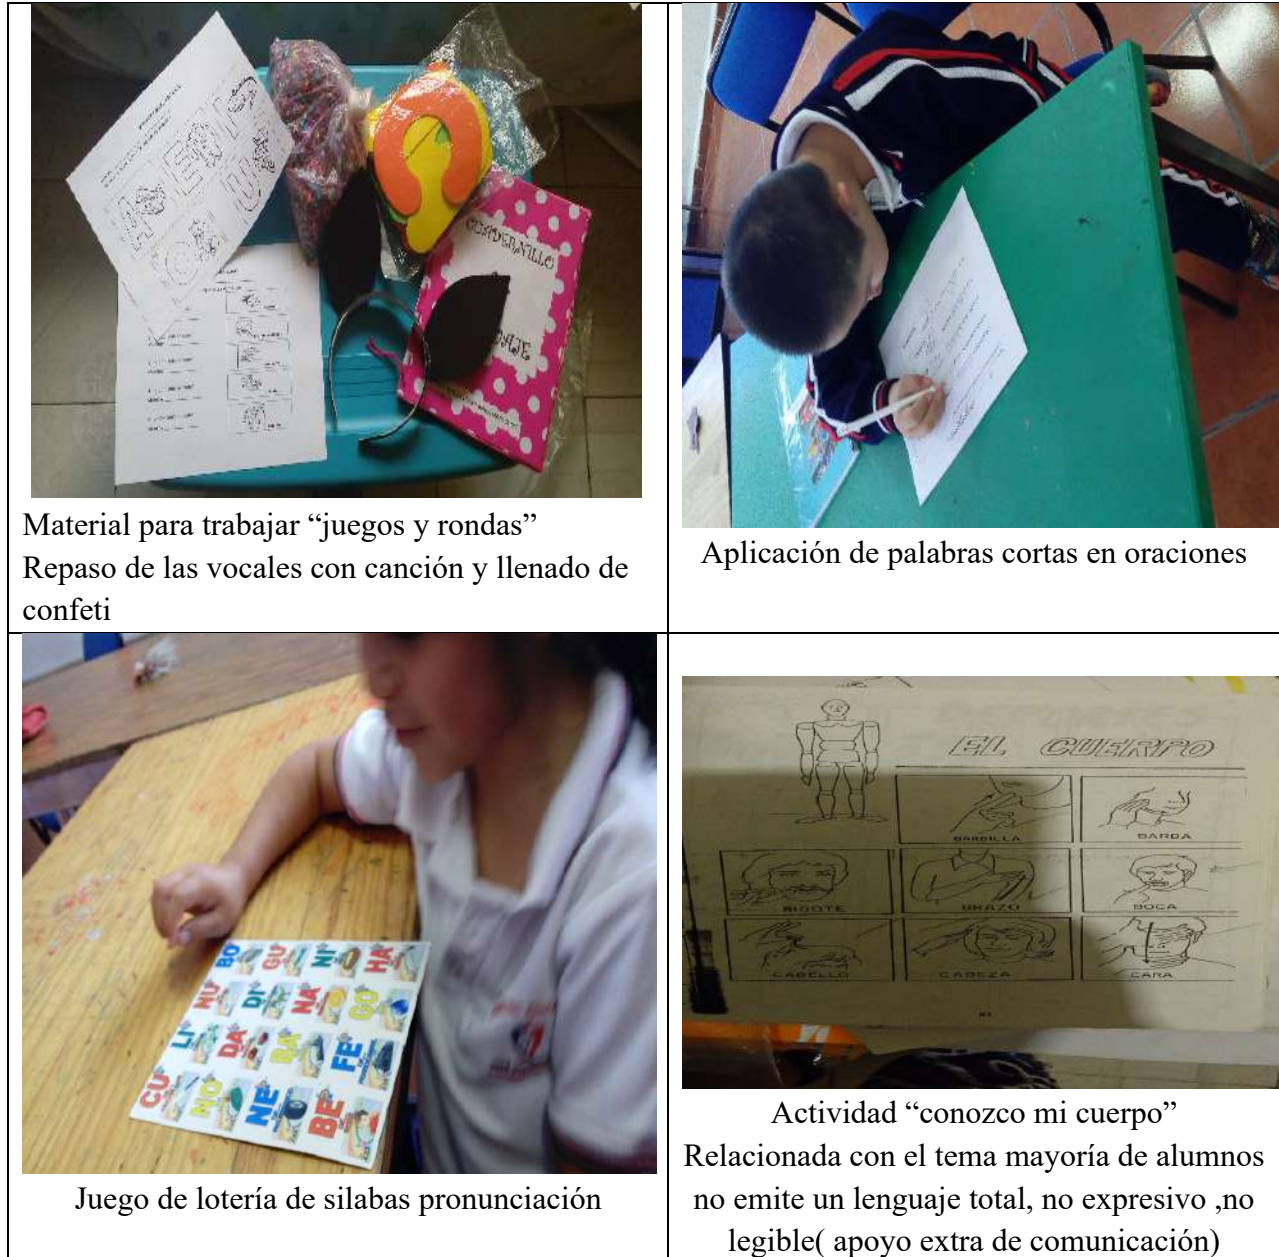 A E I
O U
CUADERNILLO
Material para trabajar “juegos y rondas”
Repaso de las vocales con canción y llenado de
confeti
Aplicación de palabras cortas en oraciones
BO GU NI HA
NU DI NA GO
LI DA BA FE
CU NO NE BE
Juego de lotería de silabas pronunciación
EL CUERPO
BARBILLA BARBA
BIGOTE BRAZO BOCA
CABELLO CABEZA CARA
Actividad “conozco mi cuerpo”
Relacionada con el tema mayoría de alumnos
no emite un lenguaje total, no expresivo ,no
legible( apoyo extra de comunicación)